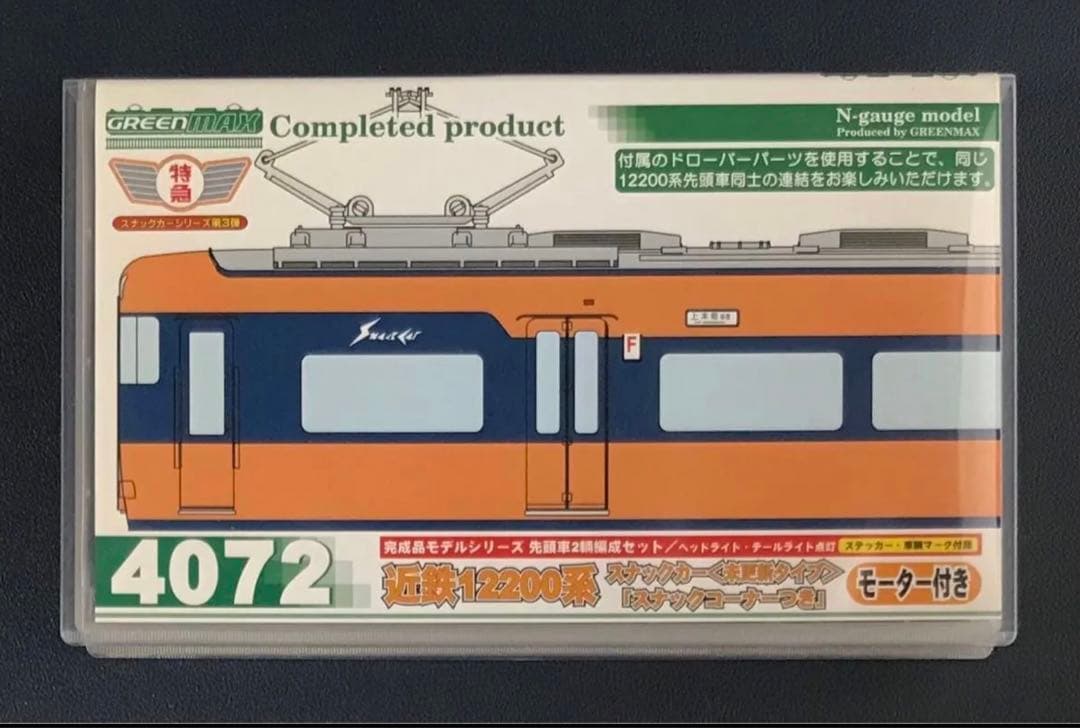 GREENMAX
Completed product
N-gauge model
Produced by GREENMAX
特急
スナックカーシリーズ第3弾
付属のドローバーパーツを使用することで、同じ
12200系先頭車同士の連結をお楽しみいただけます。
Snack Car
F
4072
完成品モデルシリーズ 先頭車2輌編成セット／ヘッドライト・テールライト点灯
ステッカー・車輌マーク付属
近鉄12200系
スナックカー＜未更新タイプ＞
「スナックコーナーつき」
モーター付き